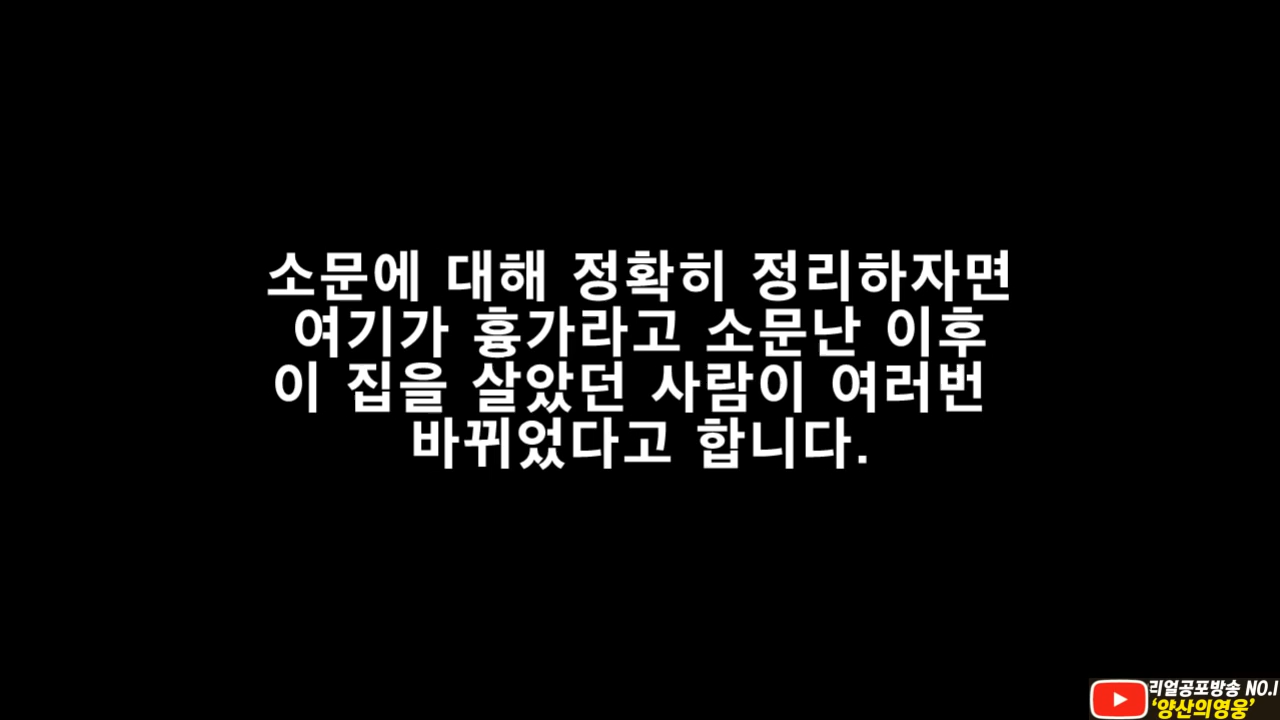 소문에 대해 정확히 정리하자면
여기가 흉가라고 소문난 이후
이 집을 살았던 사람이 여러번
바뀌었다고 합니다.
리얼공포방송 NO.1
‘양산의영웅’